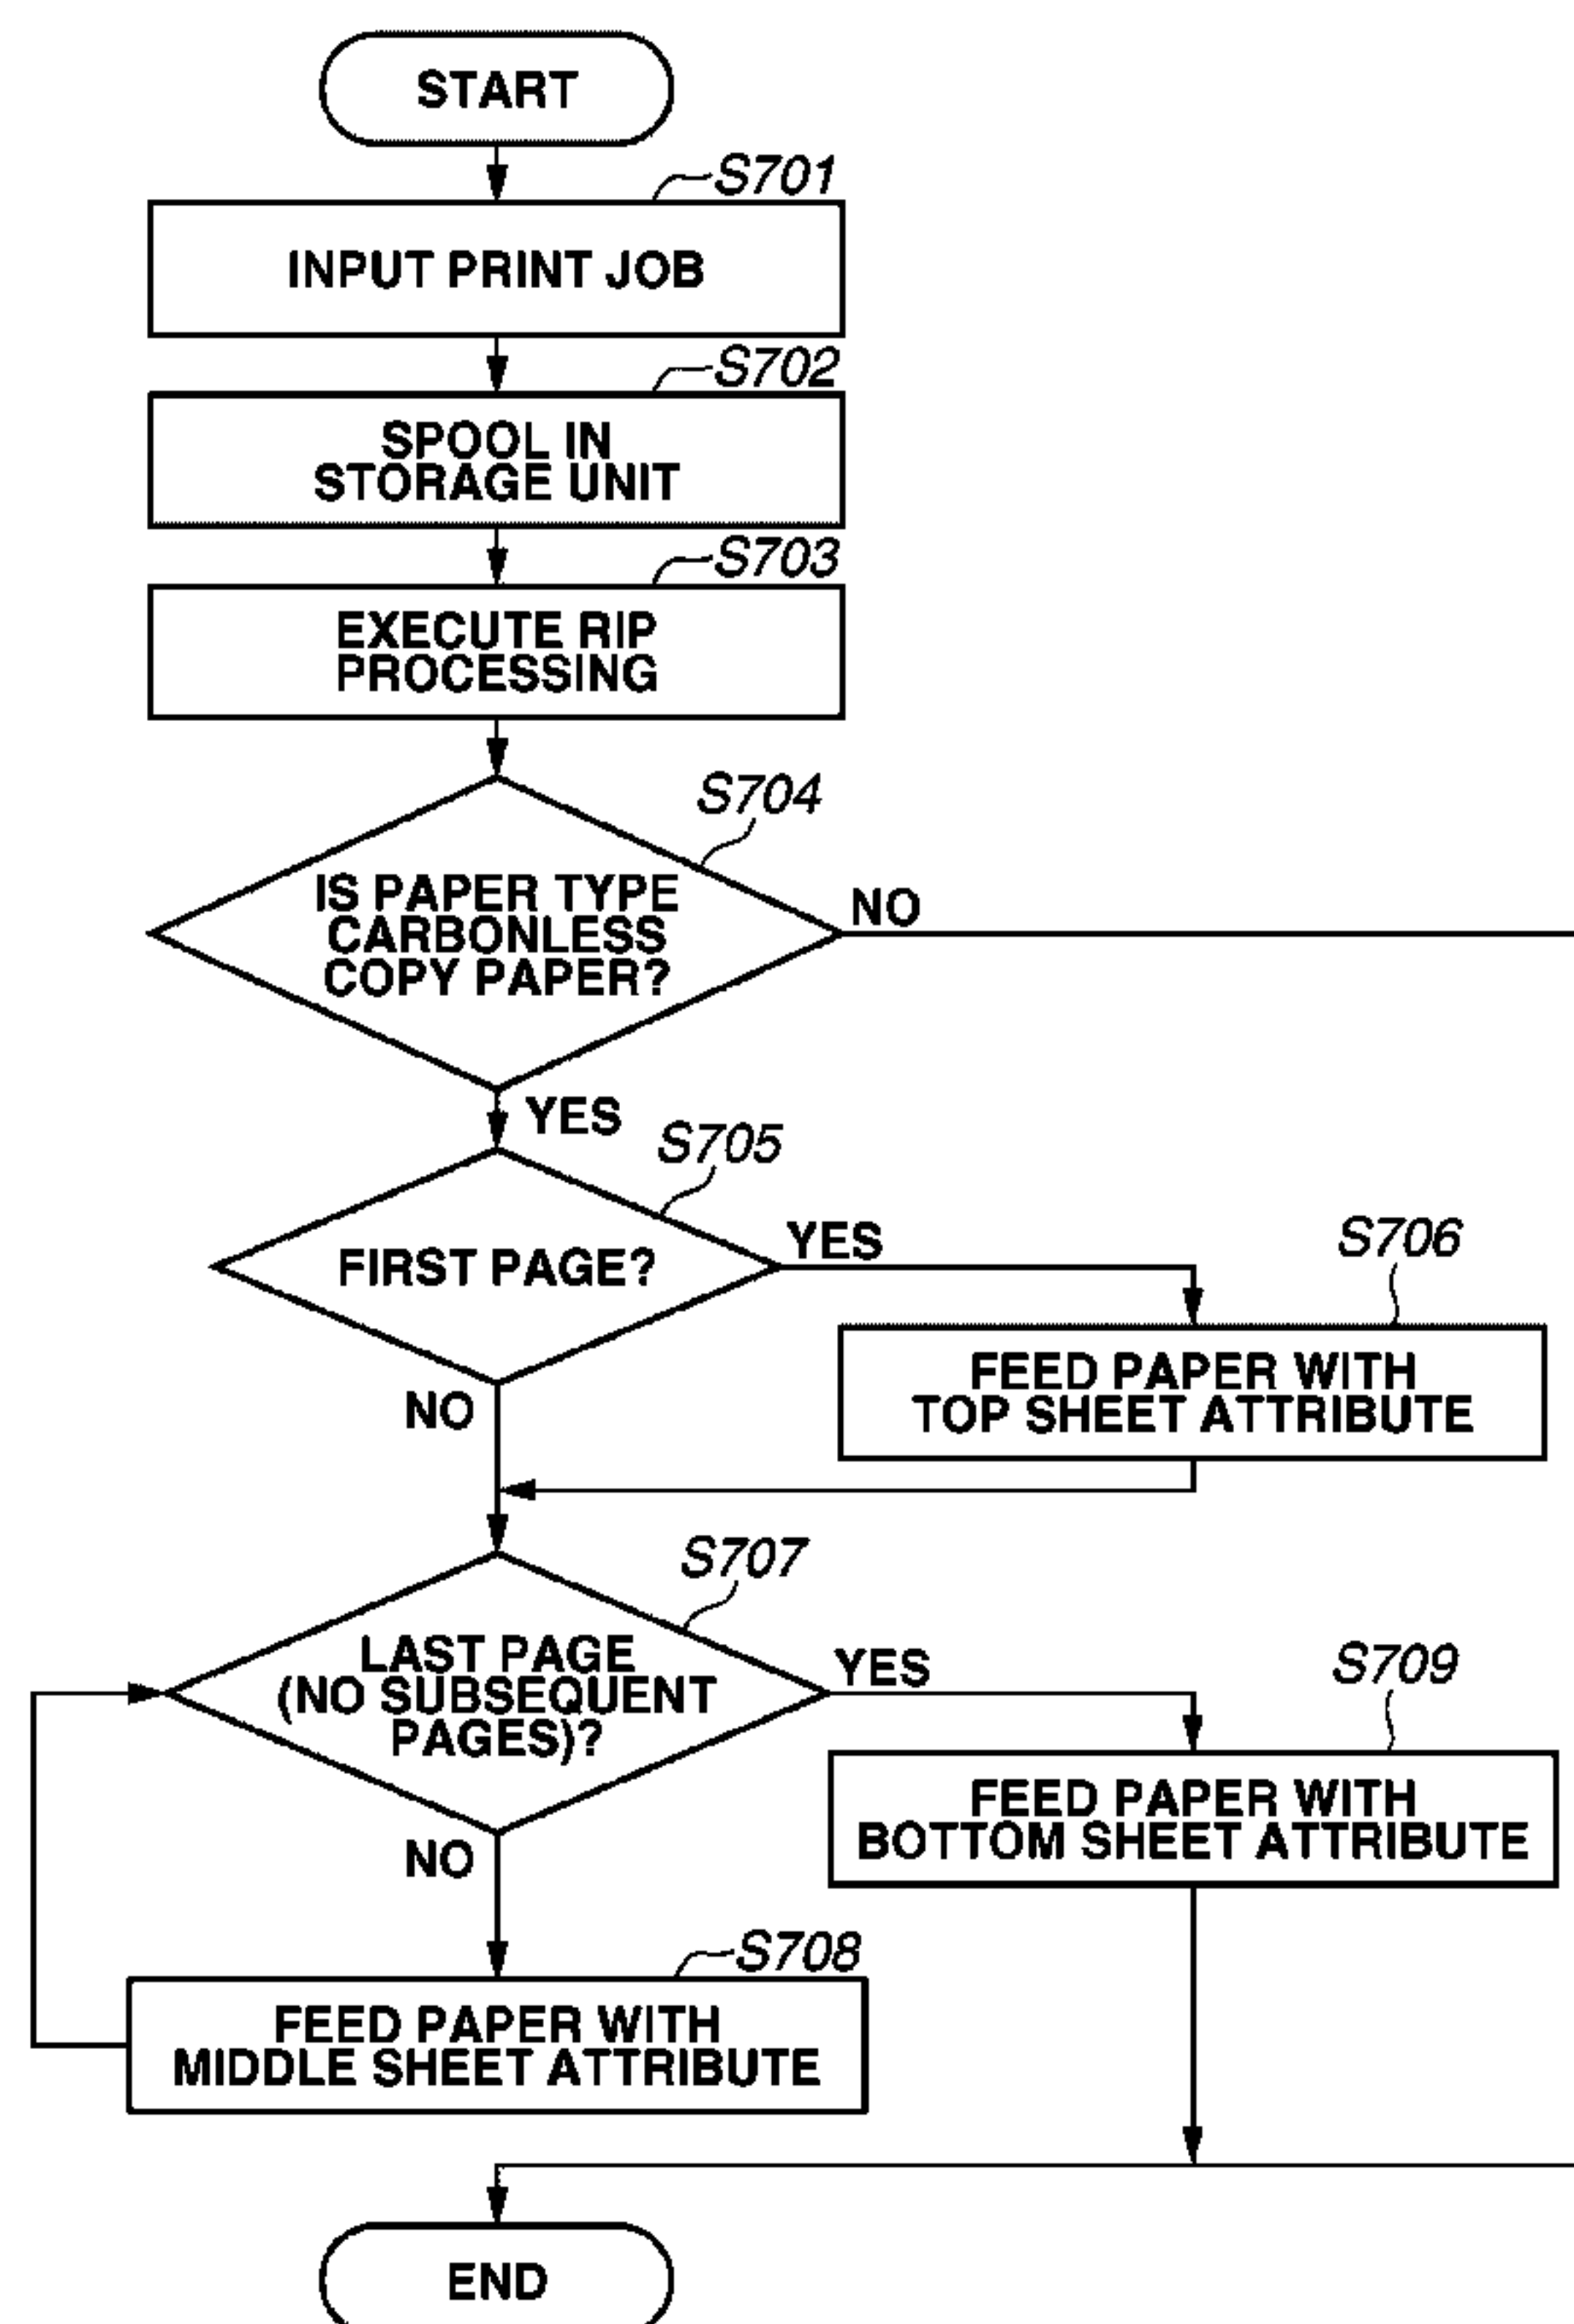 START
S701
INPUT PRINT JOB
S702
SPOOL IN
STORAGE UNIT
S703
EXECUTE RIP
PROCESSING
S704
IS PAPER TYPE
CARBONLESS
COPY PAPER?
NO
YES
S705
FIRST PAGE?
YES
S706
FEED PAPER WITH
TOP SHEET ATTRIBUTE
NO
S707
LAST PAGE
(NO SUBSEQUENT
PAGES)?
YES
S709
FEED PAPER WITH
BOTTOM SHEET ATTRIBUTE
NO
S708
FEED PAPER WITH
MIDDLE SHEET ATTRIBUTE
END